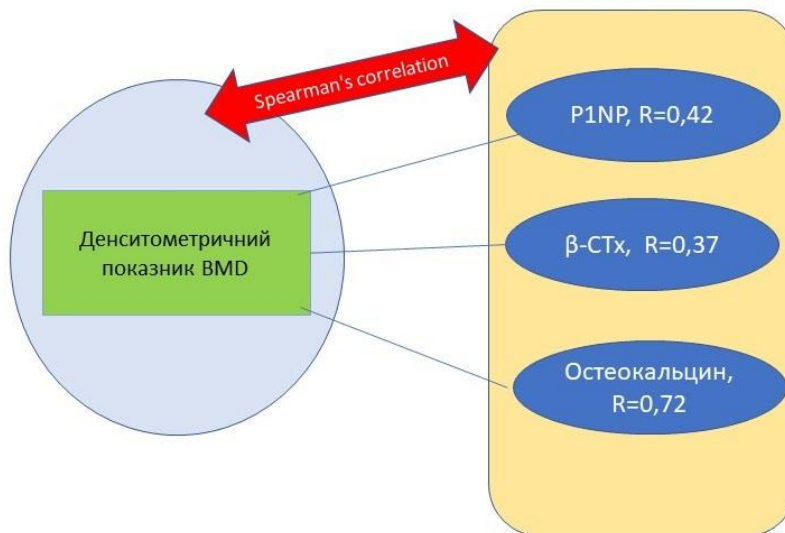 Spearman's correlation
Денситометричний
показник BMD
P1NP, R=0,42
β-CTx, R=0,37
Остеокальцин,
R=0,72